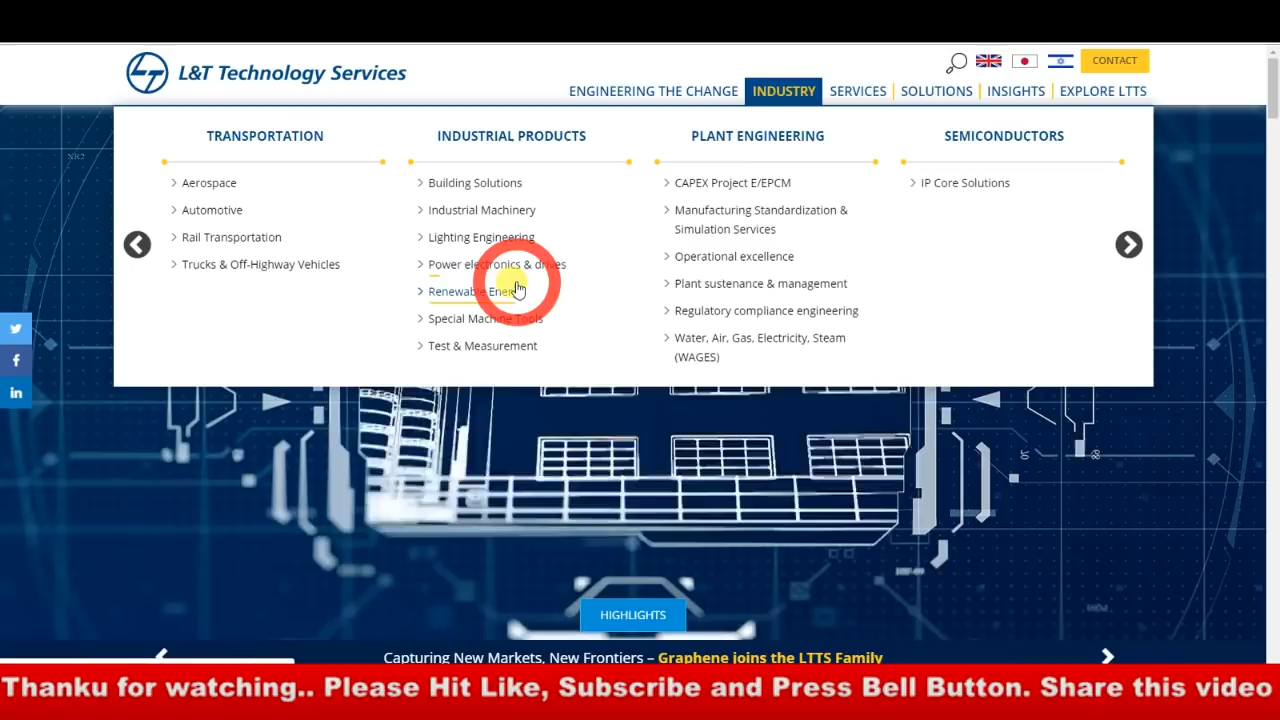 L&T Technology Services
CONTACT
ENGINEERING THE CHANGE
INDUSTRY
SERVICES
SOLUTIONS
INSIGHTS
EXPLORE LTTS
TRANSPORTATION
Aerospace
Automotive
Rail Transportation
Trucks & Off-Highway Vehicles
INDUSTRIAL PRODUCTS
Building Solutions
Industrial Machinery
Lighting Engineering
Power electronics & drives
Renewable
Special Machine Tools
Test & Measurement
PLANT ENGINEERING
CAPEX Project E/EPCM
Manufacturing Standardization &
Simulation Services
Operational excellence
Plant sustenance & management
Regulatory compliance engineering
Water, Air, Gas, Electricity, Steam
(WAGES)
SEMICONDUCTORS
IP Core Solutions
HIGHLIGHTS
Capturing New Markets, New Frontiers – Graphene joins the LTTS Family
Thanku for watching.. Please Hit Like, Subscribe and Press Bell Button. Share this video